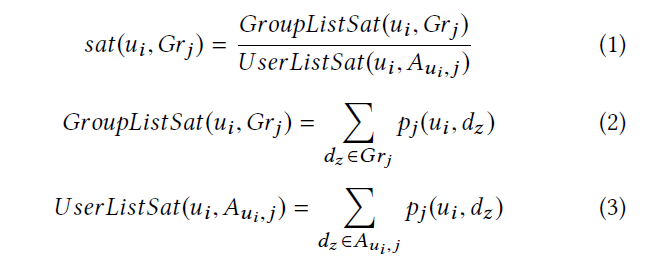 sat(u_i, Gr_j) = GroupListSat(u_i, Gr_j) / UserListSat(u_i, A_{u_i,j}) (1)
GroupListSat(u_i, Gr_j) = ∑_{d_z∈Gr_j} p_j(u_i, d_z) (2)
UserListSat(u_i, A_{u_i,j}) = ∑_{d_z∈A_{u_i,j}} p_j(u_i, d_z) (3)